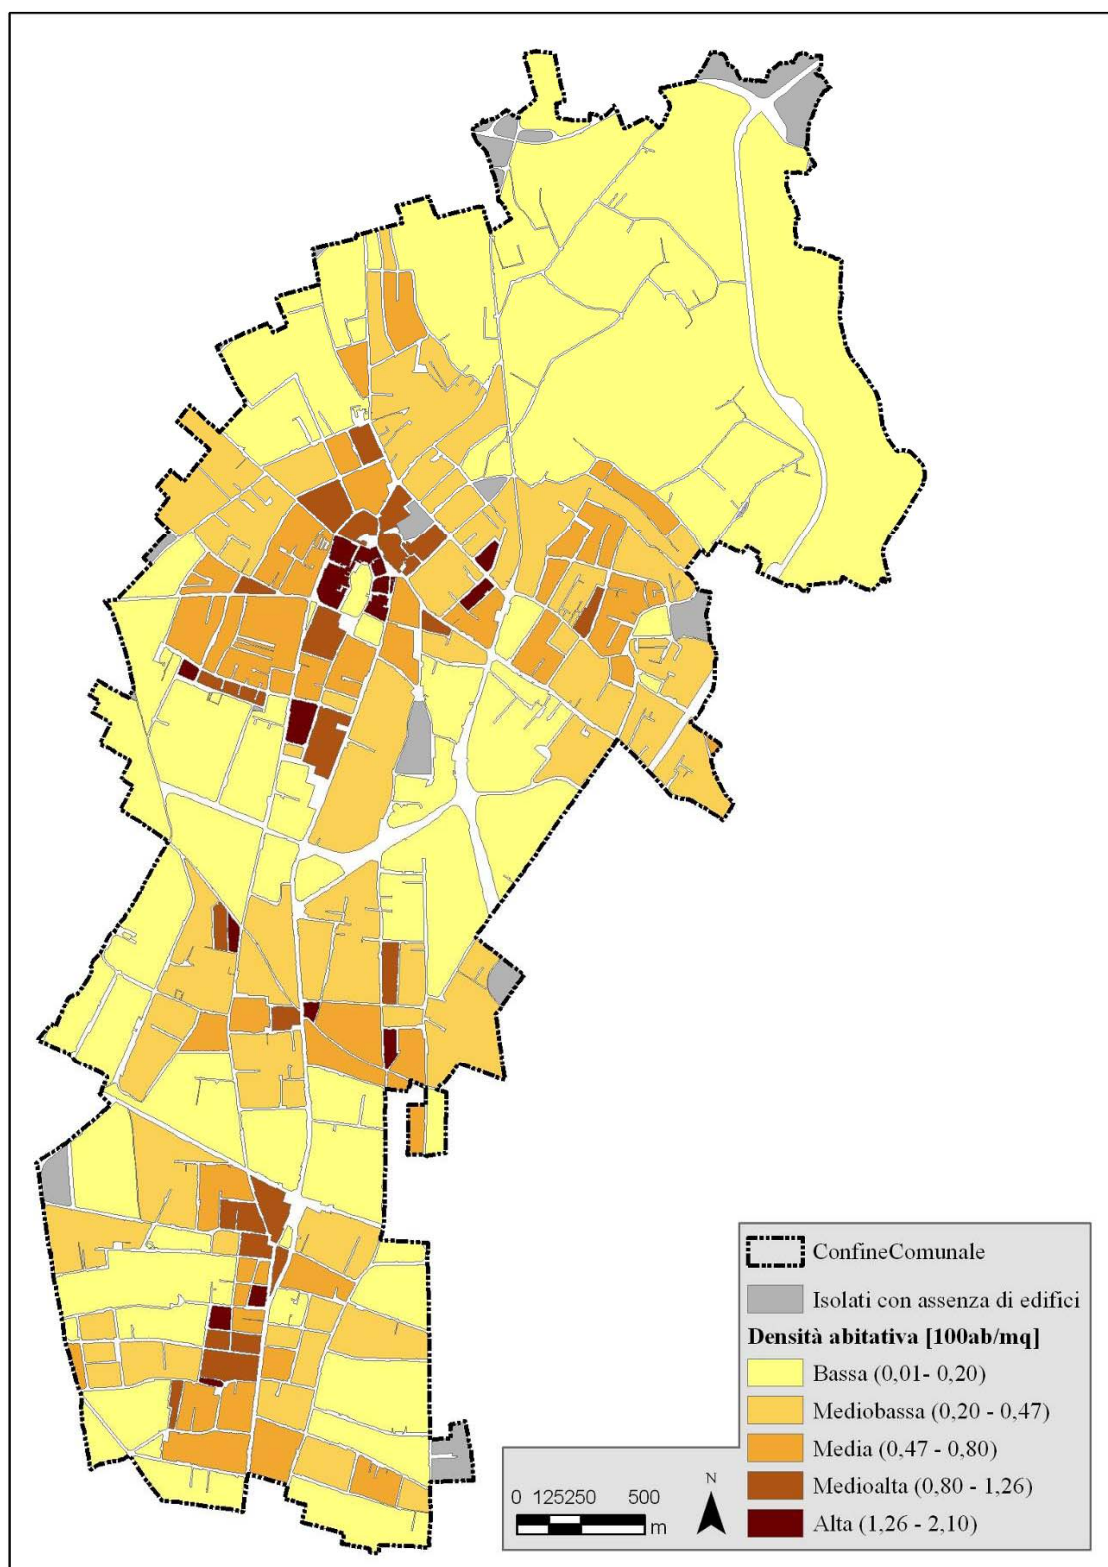 ConfineComunale
Isolati con assenza di edifici
Densità abitativa [100ab/mq]
Bassa (0,01- 0,20)
Mediobassa (0,20 - 0,47)
Media (0,47 - 0,80)
Medioalta (0,80 - 1,26)
Alta (1,26 - 2,10)
N
0 125250 500
m